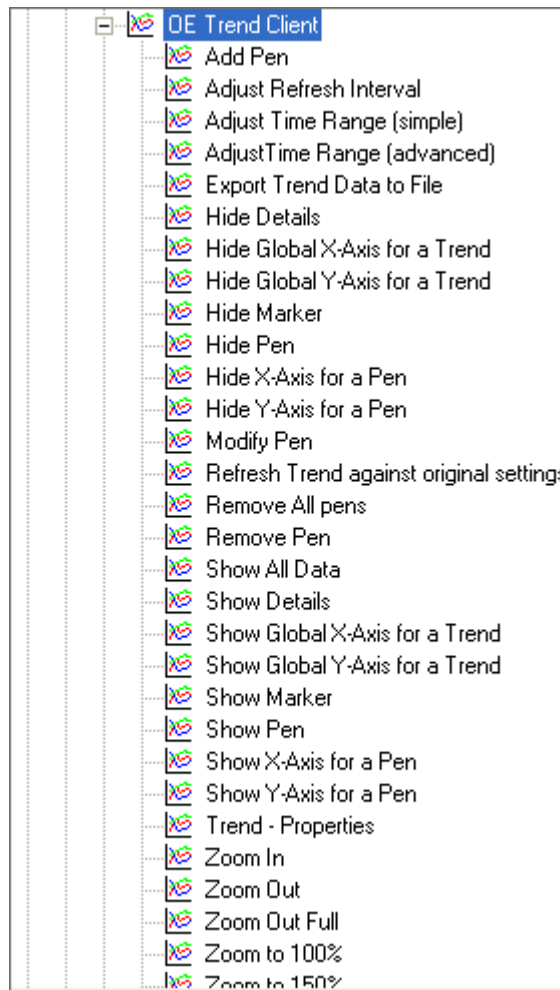 OE Trend Client
Add Pen
Adjust Refresh Interval
Adjust Time Range (simple)
AdjustTime Range (advanced)
Export Trend Data to File
Hide Details
Hide Global X-Axis for a Trend
Hide Global Y-Axis for a Trend
Hide Marker
Hide Pen
Hide X-Axis for a Pen
Hide Y-Axis for a Pen
Modify Pen
Refresh Trend against original settings
Remove All pens
Remove Pen
Show All Data
Show Details
Show Global X-Axis for a Trend
Show Global Y-Axis for a Trend
Show Marker
Show Pen
Show X-Axis for a Pen
Show Y-Axis for a Pen
Trend - Properties
Zoom In
Zoom Out
Zoom Out Full
Zoom to 100%
Zoom to 150%